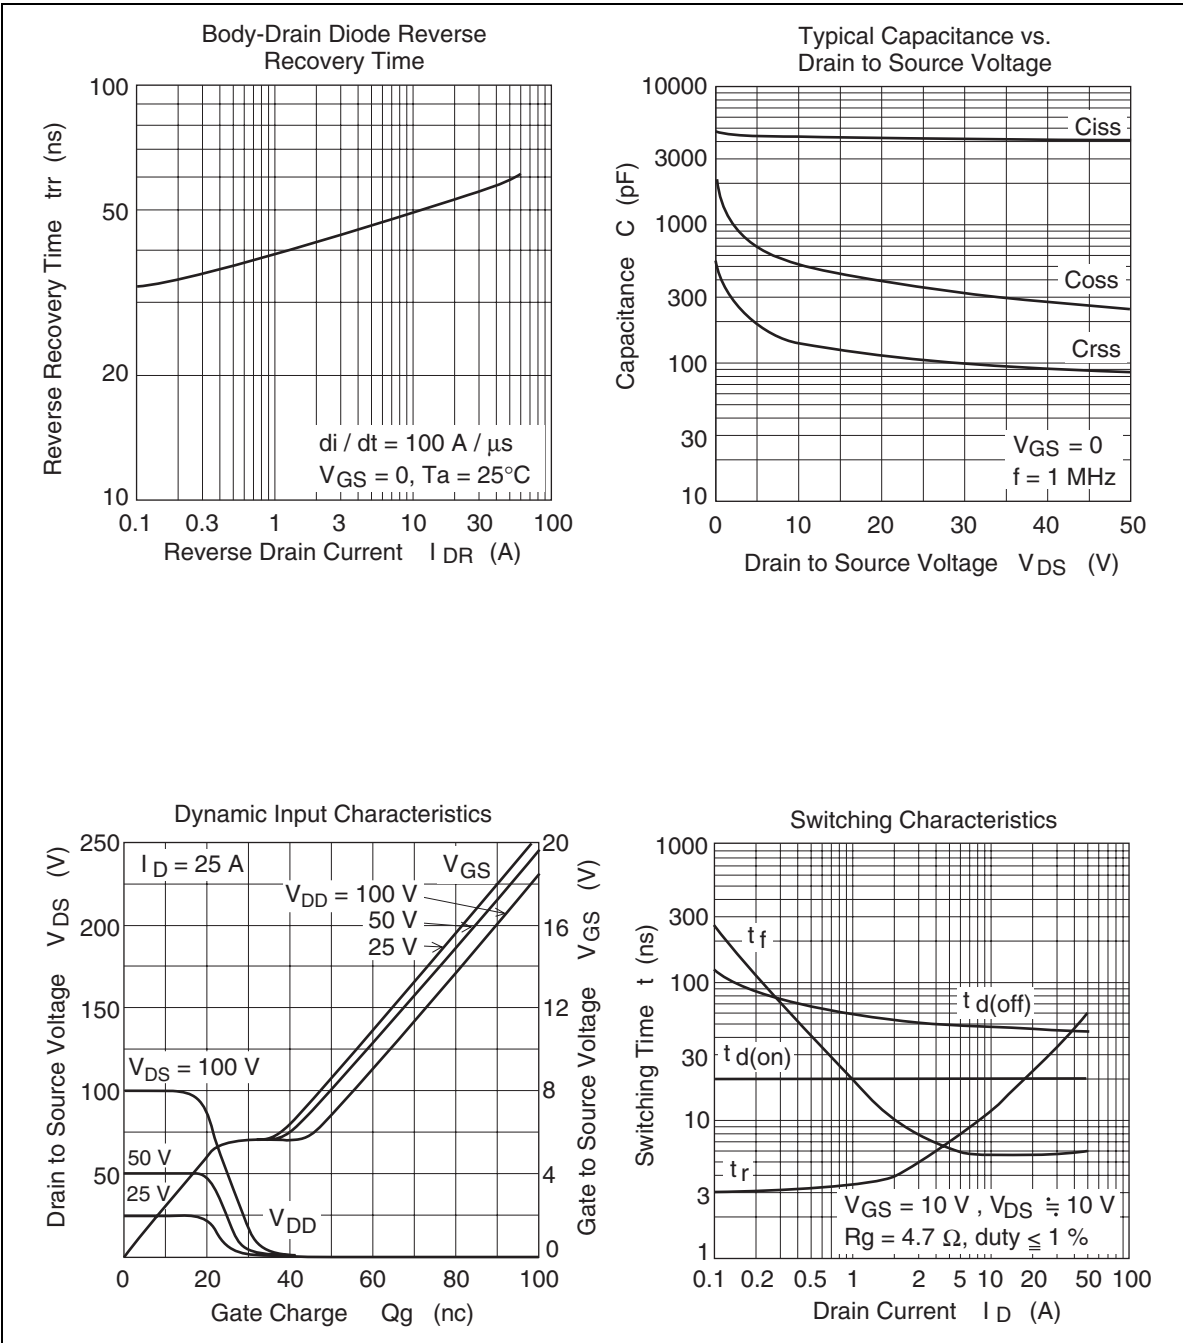 Body-Drain Diode Reverse
Recovery Time
100
50
20
10
Reverse Recovery Time trr (ns)
di / dt = 100 A / μs
VGS = 0, Ta = 25°C
0.1 0.3 1 3 10 30 100
Reverse Drain Current IDR (A)
Typical Capacitance vs.
Drain to Source Voltage
10000
3000
1000
300
100
30
10
Capacitance C (pF)
Ciss
Coss
Crss
VGS = 0
f = 1 MHz
0 10 20 30 40 50
Drain to Source Voltage VDS (V)
Dynamic Input Characteristics
250
200
150
100
50
Drain to Source Voltage VDS (V)
ID = 25 A
VGS
VDD = 100 V
50 V
25 V
VDS = 100 V
50 V
25 V
VDD
20
16
12
8
4
0
Gate to Source Voltage VGS (V)
0 20 40 60 80 100
Gate Charge Qg (nc)
Switching Characteristics
1000
300
100
30
10
3
1
Switching Time t (ns)
tf
td(off)
td(on)
tr
VGS = 10 V , VDS ≒ 10 V
Rg = 4.7 Ω, duty ≦ 1 %
0.1 0.2 0.5 1 2 5 10 20 50 100
Drain Current ID (A)